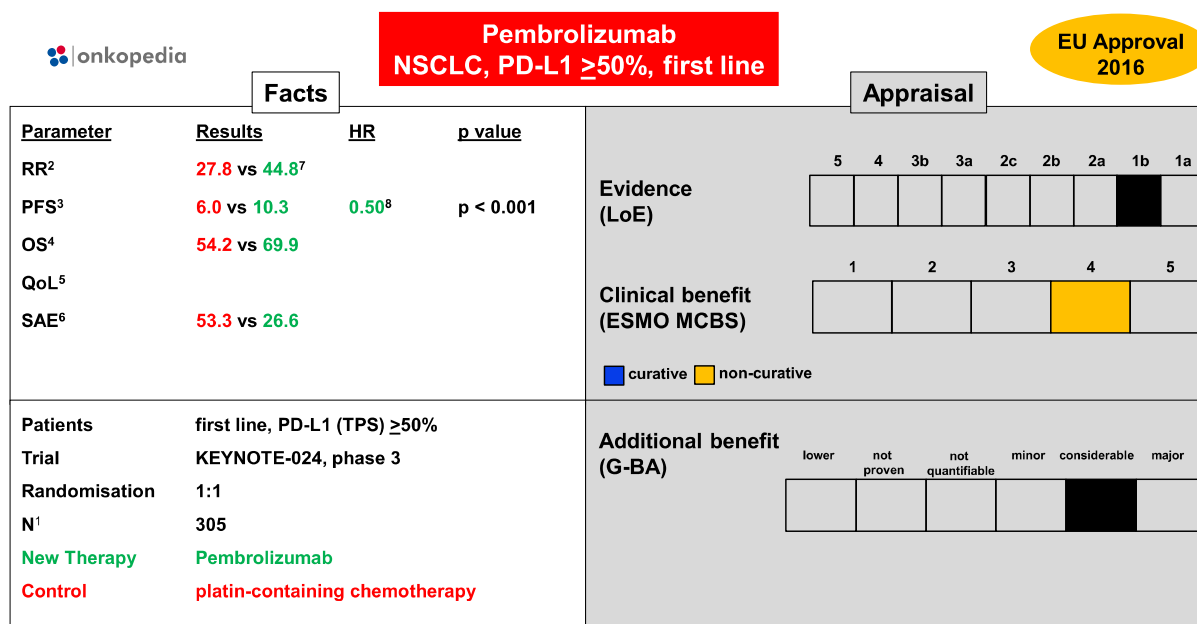 onkopedia
Pembrolizumab
NSCLC, PD-L1 ≥50%, first line
EU Approval
2016
Facts
Parameter Results HR p value
RR² 27.8 vs 44.8⁷
PFS³ 6.0 vs 10.3 0.50⁸ p < 0.001
OS⁴ 54.2 vs 69.9
QoL⁵
SAE⁶ 53.3 vs 26.6
Patients first line, PD-L1 (TPS) ≥50%
Trial KEYNOTE-024, phase 3
Randomisation 1:1
N¹ 305
New Therapy Pembrolizumab
Control platin-containing chemotherapy
Appraisal
5 4 3b 3a 2c 2b 2a 1b 1a
Evidence
(LoE)
1 2 3 4 5
Clinical benefit
(ESMO MCBS)
curative non-curative
Additional benefit
(G-BA)
lower not proven not quantifiable minor considerable major